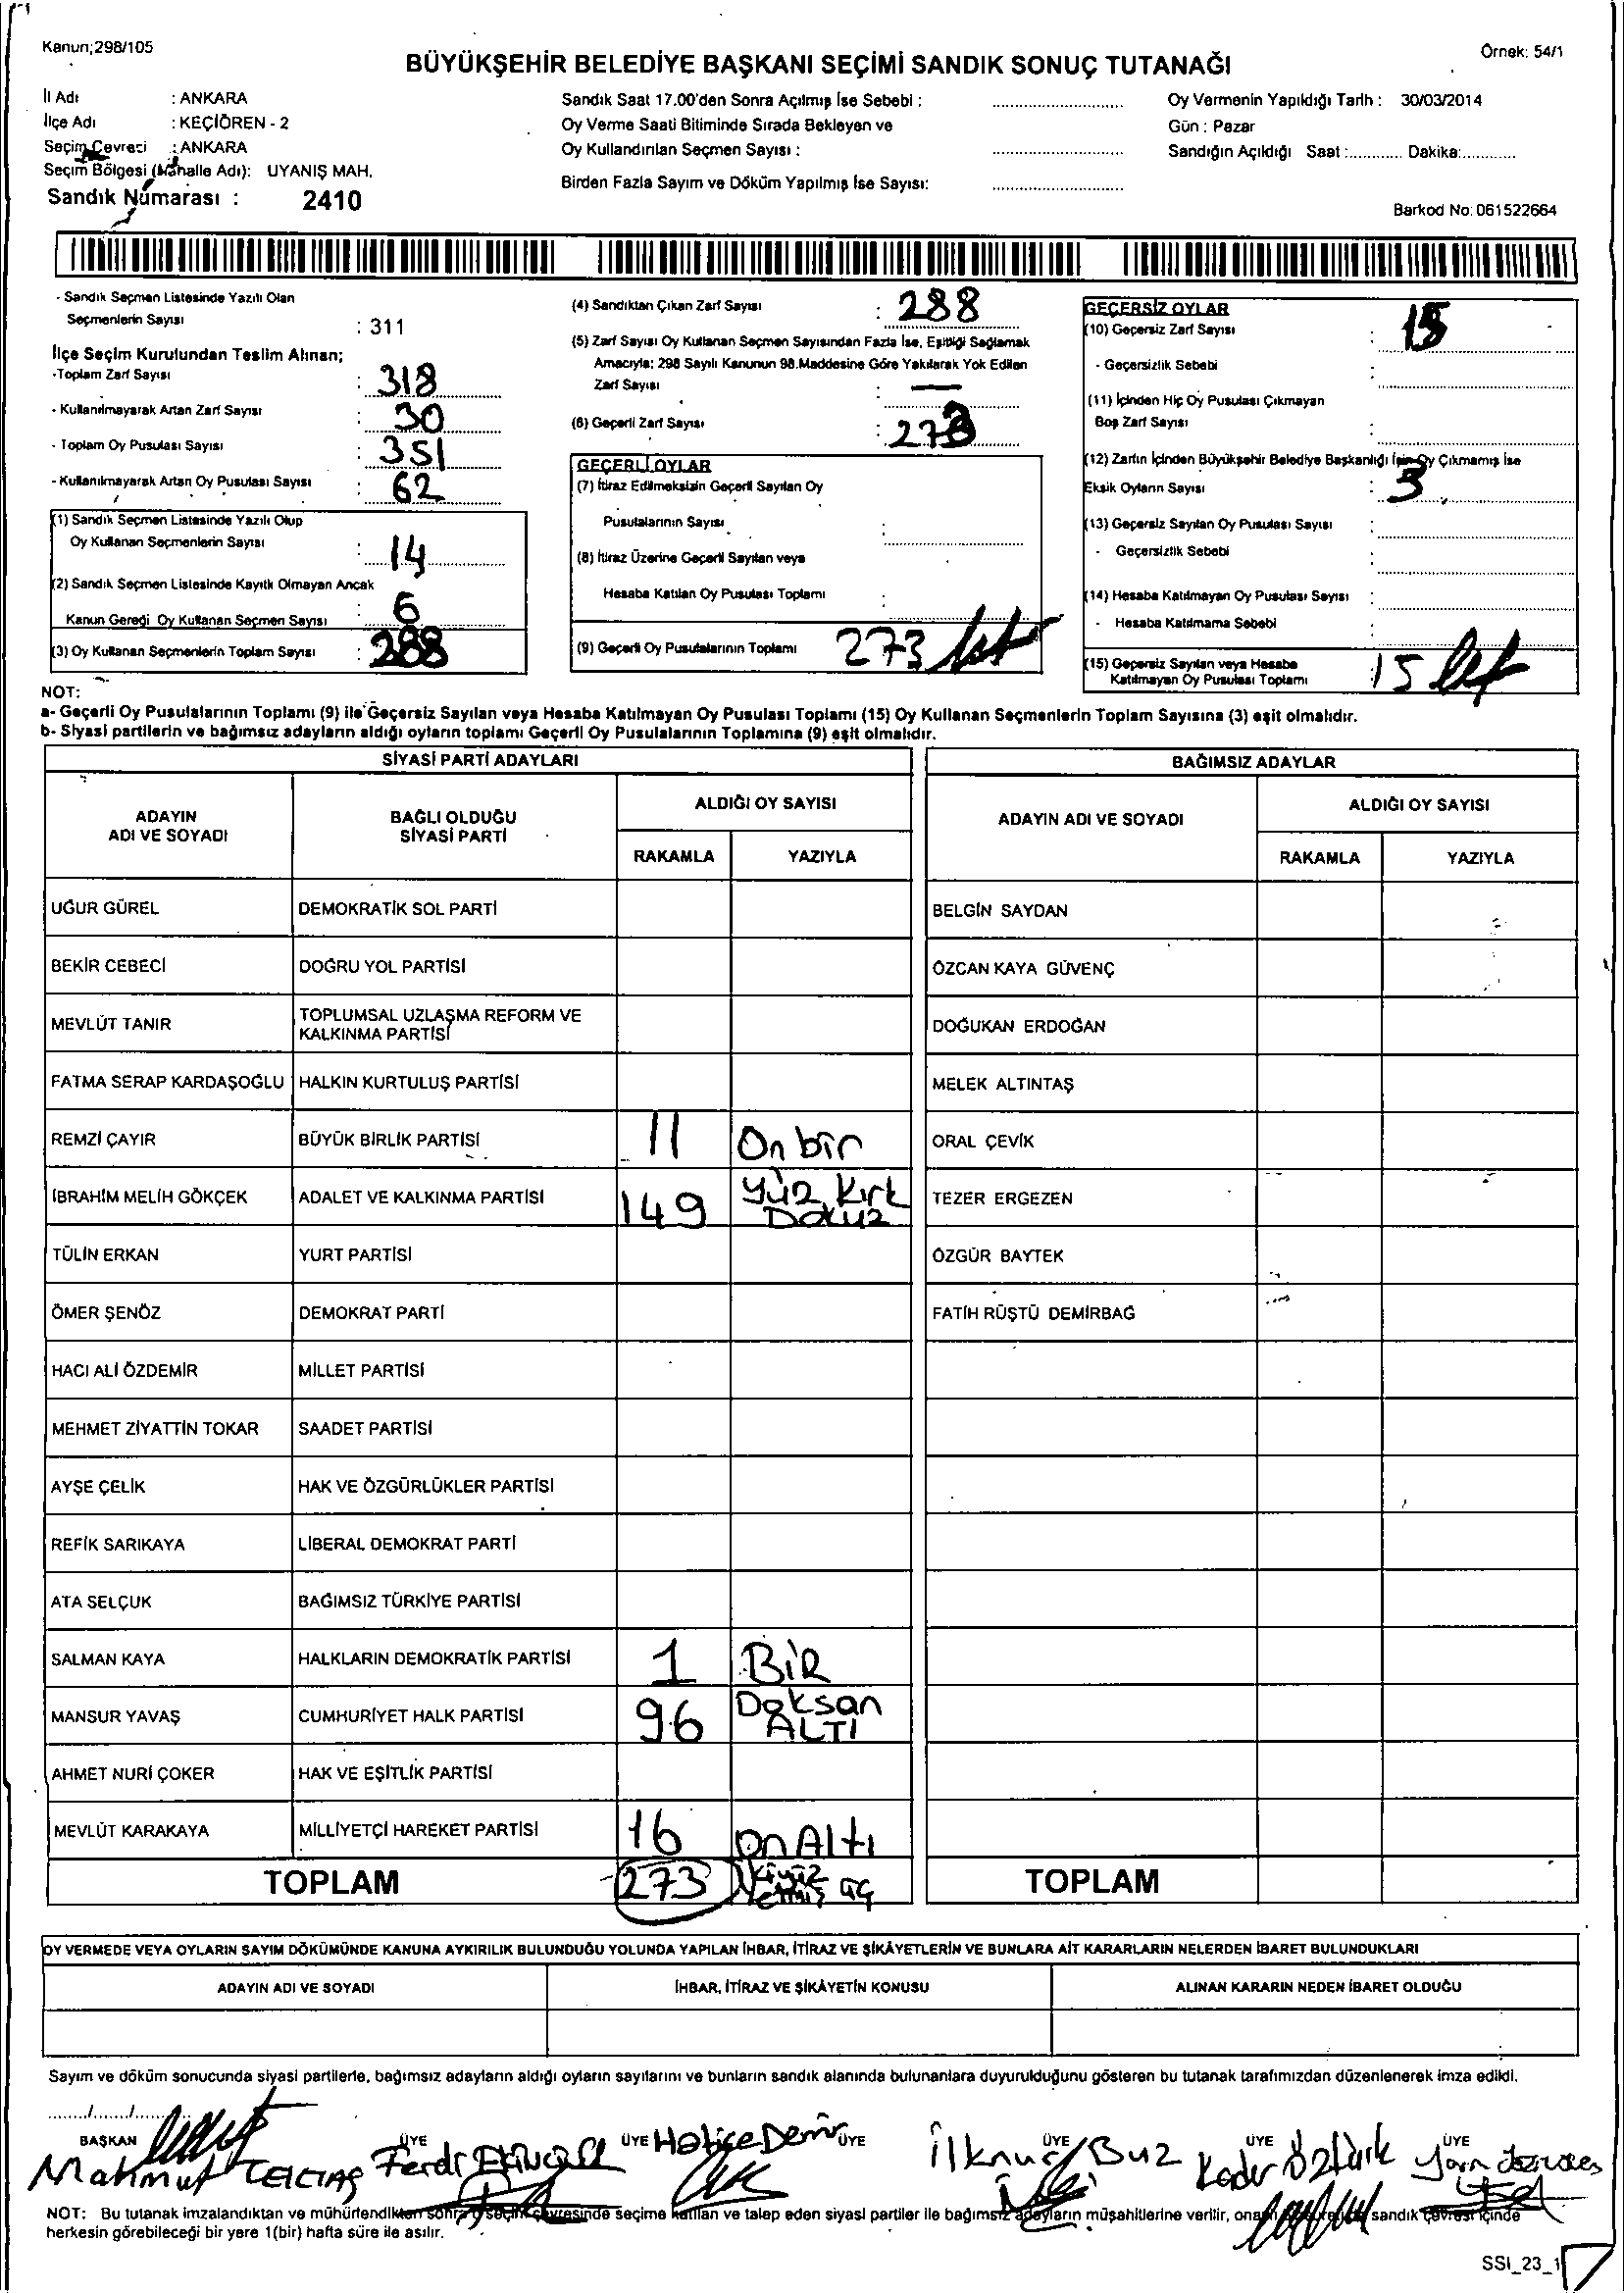 Kanun;298/105
Örnek: 54/1
BÜYÜKŞEHİR BELEDİYE BAŞKANI SEÇİMİ SANDIK SONUÇ TUTANAĞI
İl Adı : ANKARA
İlçe Adı : KEÇİÖREN - 2
Seçim Çevresi : ANKARA
Seçim Bölgesi (Mahalle Adı): UYANIŞ MAH.
Sandık Numarası : 2410
Sandık Saat 17.00'den Sonra Açılmış İse Sebebi :
Oy Verme Saati Bitiminde Sırada Bekleyen ve
Oy Kullandırılan Seçmen Sayısı :
Birden Fazla Sayım ve Döküm Yapılmış İse Sayısı:
Oy Vermenin Yapıldığı Tarih : 30/03/2014
Gün : Pazar
Sandığın Açıldığı Saat :............ Dakika:............
Barkod No: 061522664
- Sandık Seçmen Listesinde Yazılı Olan
Seçmenlerin Sayısı : 311
İlçe Seçim Kurulundan Teslim Alınan;
-Toplam Zarf Sayısı : 318
- Kullanılmayarak Artan Zarf Sayısı : 30
- Toplam Oy Pusulası Sayısı : 351
- Kullanılmayarak Artan Oy Pusulası Sayısı : 62
(1) Sandık Seçmen Listesinde Yazılı Olup
Oy Kullanan Seçmenlerin Sayısı : 14
(2) Sandık Seçmen Listesinde Kayıtlı Olmayan Ancak
Kanun Gereği Oy Kullanan Seçmen Sayısı : 6
(3) Oy Kullanan Seçmenlerin Toplam Sayısı : 288
(4) Sandıktan Çıkan Zarf Sayısı : 288
(5) Zarf Sayısı Oy Kullanan Seçmen Sayısından Fazla İse, Eşitliği Sağlamak
Amacıyla; 298 Sayılı Kanunun 98.Maddesine Göre Yakılarak Yok Edilen
Zarf Sayısı : —
(6) Geçerli Zarf Sayısı : 273
GEÇERLİ OYLAR
(7) İtiraz Edilmeksizin Geçerli Sayılan Oy
Pusulalarının Sayısı :
(8) İtiraz Üzerine Geçerli Sayılan veya
Hesaba Katılan Oy Pusulası Toplamı :
(9) Geçerli Oy Pusulalarının Toplamı 273
GEÇERSİZ OYLAR
(10) Geçersiz Zarf Sayısı : 15
- Geçersizlik Sebebi :
(11) İçinden Hiç Oy Pusulası Çıkmayan
Boş Zarf Sayısı :
(12) Zarfın İçinden Büyükşehir Belediye Başkanlığı İçin Oy Çıkmamış İse
Eksik Oyların Sayısı : 3
(13) Geçersiz Sayılan Oy Pusulası Sayısı :
- Geçersizlik Sebebi :
(14) Hesaba Katılmayan Oy Pusulası Sayısı :
- Hesaba Katılmama Sebebi :
(15) Geçersiz Sayılan veya Hesaba
Katılmayan Oy Pusulası Toplamı : 15
NOT:
a- Geçerli Oy Pusulalarının Toplamı (9) ile Geçersiz Sayılan veya Hesaba Katılmayan Oy Pusulası Toplamı (15) Oy Kullanan Seçmenlerin Toplam Sayısına (3) eşit olmalıdır.
b- Siyasi partilerin ve bağımsız adayların aldığı oyların toplamı Geçerli Oy Pusulalarının Toplamına (9) eşit olmalıdır.
SİYASİ PARTİ ADAYLARI
ADAYIN ADI VE SOYADI
BAĞLI OLDUĞU SİYASİ PARTİ
ALDIĞI OY SAYISI
RAKAMLA YAZIYLA
UĞUR GÜREL DEMOKRATİK SOL PARTİ
BEKİR CEBECİ DOĞRU YOL PARTİSİ
MEVLÜT TANIR TOPLUMSAL UZLAŞMA REFORM VE
KALKINMA PARTİSİ
FATMA SERAP KARDAŞOĞLU HALKIN KURTULUŞ PARTİSİ
REMZİ ÇAYIR BÜYÜK BİRLİK PARTİSİ 11 On bir
İBRAHİM MELİH GÖKÇEK ADALET VE KALKINMA PARTİSİ 149 Yüz Kırk
Dokuz
TÜLİN ERKAN YURT PARTİSİ
ÖMER ŞENÖZ DEMOKRAT PARTİ
HACI ALİ ÖZDEMİR MİLLET PARTİSİ
MEHMET ZİYATTİN TOKAR SAADET PARTİSİ
AYŞE ÇELİK HAK VE ÖZGÜRLÜKLER PARTİSİ
REFİK SARIKAYA LİBERAL DEMOKRAT PARTİ
ATA SELÇUK BAĞIMSIZ TÜRKİYE PARTİSİ
SALMAN KAYA HALKLARIN DEMOKRATİK PARTİSİ 1 BİR
MANSUR YAVAŞ CUMHURİYET HALK PARTİSİ 96 Doksan
ALTI
AHMET NURİ ÇOKER HAK VE EŞİTLİK PARTİSİ
MEVLÜT KARAKAYA MİLLİYETÇİ HAREKET PARTİSİ 16 On Altı
TOPLAM 273 İkiyüz
Yetmiş üç
BAĞIMSIZ ADAYLAR
ADAYIN ADI VE SOYADI
ALDIĞI OY SAYISI
RAKAMLA YAZIYLA
BELGİN SAYDAN
ÖZCAN KAYA GÜVENÇ
DOĞUKAN ERDOĞAN
MELEK ALTINTAŞ
ORAL ÇEVİK
TEZER ERGEZEN
ÖZGÜR BAYTEK
FATİH RÜŞTÜ DEMİRBAĞ
TOPLAM
OY VERMEDE VEYA OYLARIN SAYIM DÖKÜMÜNDE KANUNA AYKIRILIK BULUNDUĞU YOLUNDA YAPILAN İHBAR, İTİRAZ VE ŞİKÂYETLERİN VE BUNLARA AİT KARARLARIN NELERDEN İBARET BULUNDUKLARI
ADAYIN ADI VE SOYADI
İHBAR, İTİRAZ VE ŞİKÂYETİN KONUSU
ALINAN KARARIN NEDEN İBARET OLDUĞU
Sayım ve döküm sonucunda siyasi partilerle, bağımsız adayların aldığı oyların sayılarını ve bunların sandık alanında bulunanlara duyurulduğunu gösteren bu tutanak tarafımızdan düzenlenerek imza edildi.
......./......./.......
BAŞKAN ÜYE ÜYE ÜYE ÜYE ÜYE ÜYE
Mahmut Ferdi Hatice Demir İlknur Buz Kader Öztürk
NOT: Bu tutanak imzalandıktan ve mühürlendikten sonra seçim çevresinde seçime katılan ve talep eden siyasi partiler ile bağımsız adayların müşahitlerine verilir, sandık çevresi içinde
herkesin görebileceği bir yere 1(bir) hafta süre ile asılır.
SSI_23_1